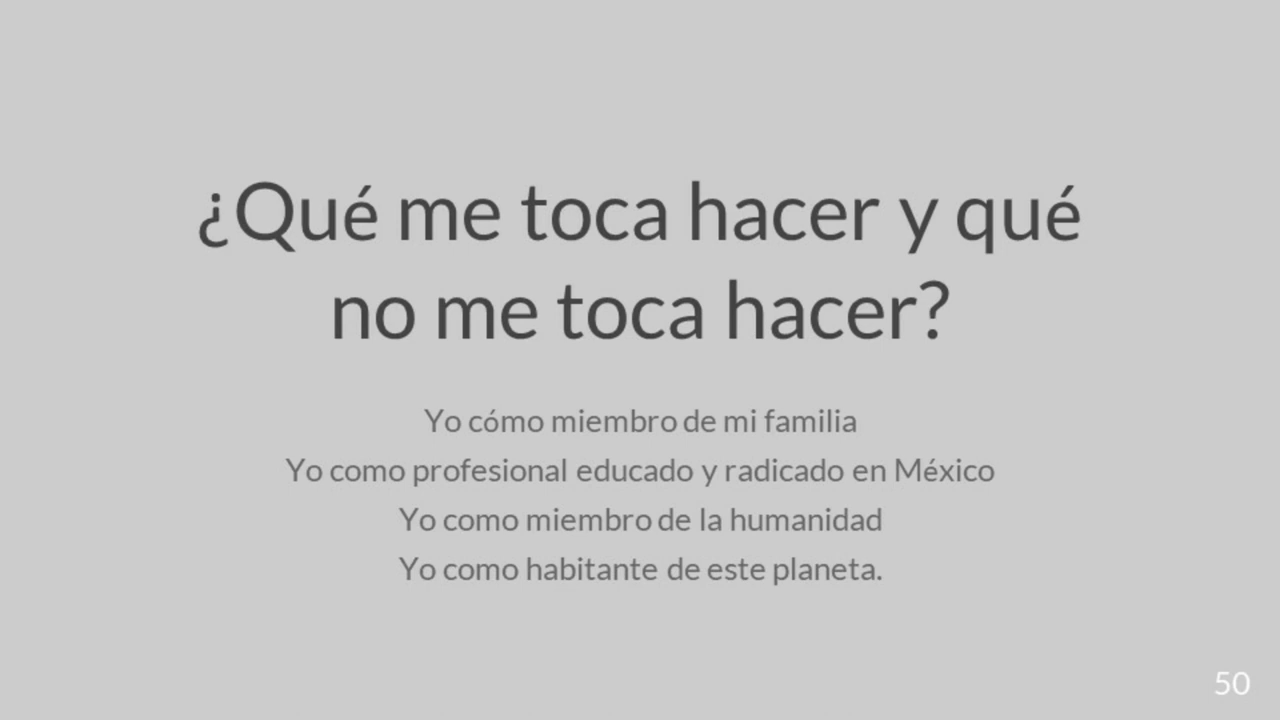 ¿Qué me toca hacer y qué
no me toca hacer?
Yo cómo miembro de mi familia
Yo como profesional educado y radicado en México
Yo como miembro de la humanidad
Yo como habitante de este planeta.
50